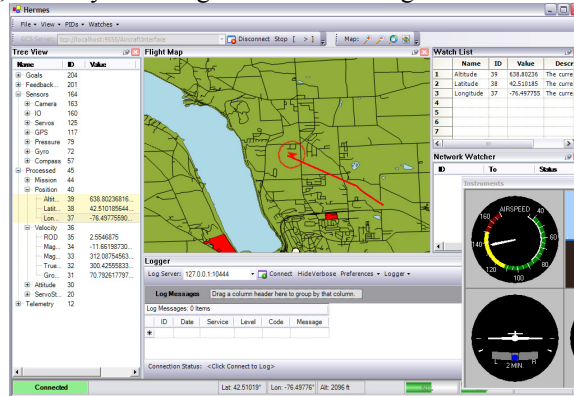 Hermes
File View PIDs Watches
GCS Server: tcp://localhost:9555/AircraftInterface Disconnect Stop [ > ] Map:
Tree View Flight Map Watch List
Name ID Value
Goals 204
Feedback... 201
Sensors 164
Camera 163
IO 160
Servos 125
GPS 117
Pressure 79
Gyro 72
Compass 57
Processed 45
Mission 44
Position 40
Altit... 39 638.80236816...
Latit... 38 42.510185644...
Lon... 37 -76.49775590...
Velocity 36
ROD 35 2.5546875
Mag... 34 -11.66198730...
Mag... 33 312.08754563...
True... 32 300.42555833...
Gro... 31 70.792617797...
Attitude 30
ServoSt... 20
Telemetry 12
Name ID Value Descr
1 Altitude 39 638.80236 The curre
2 Latitude 38 42.510185 The curre
3 Longitude 37 -76.497755 The curre
4
5
6
7
Network Watcher
ID To Status
Instruments
AIRSPEED
160 40
60
140
80
120 100
L R
2 MIN.
Logger
Log Server: 127.0.0.1:10444 Connect HideVerbose Preferences Logger
Log Messages Drag a column header here to group by that column.
Log Messages: 0 Items
ID Date Service Level Code Message
Connection Status: <Click Connect to Log>
Connected Lat: 42.51019° Lon: -76.49776° Alt: 2096 ft